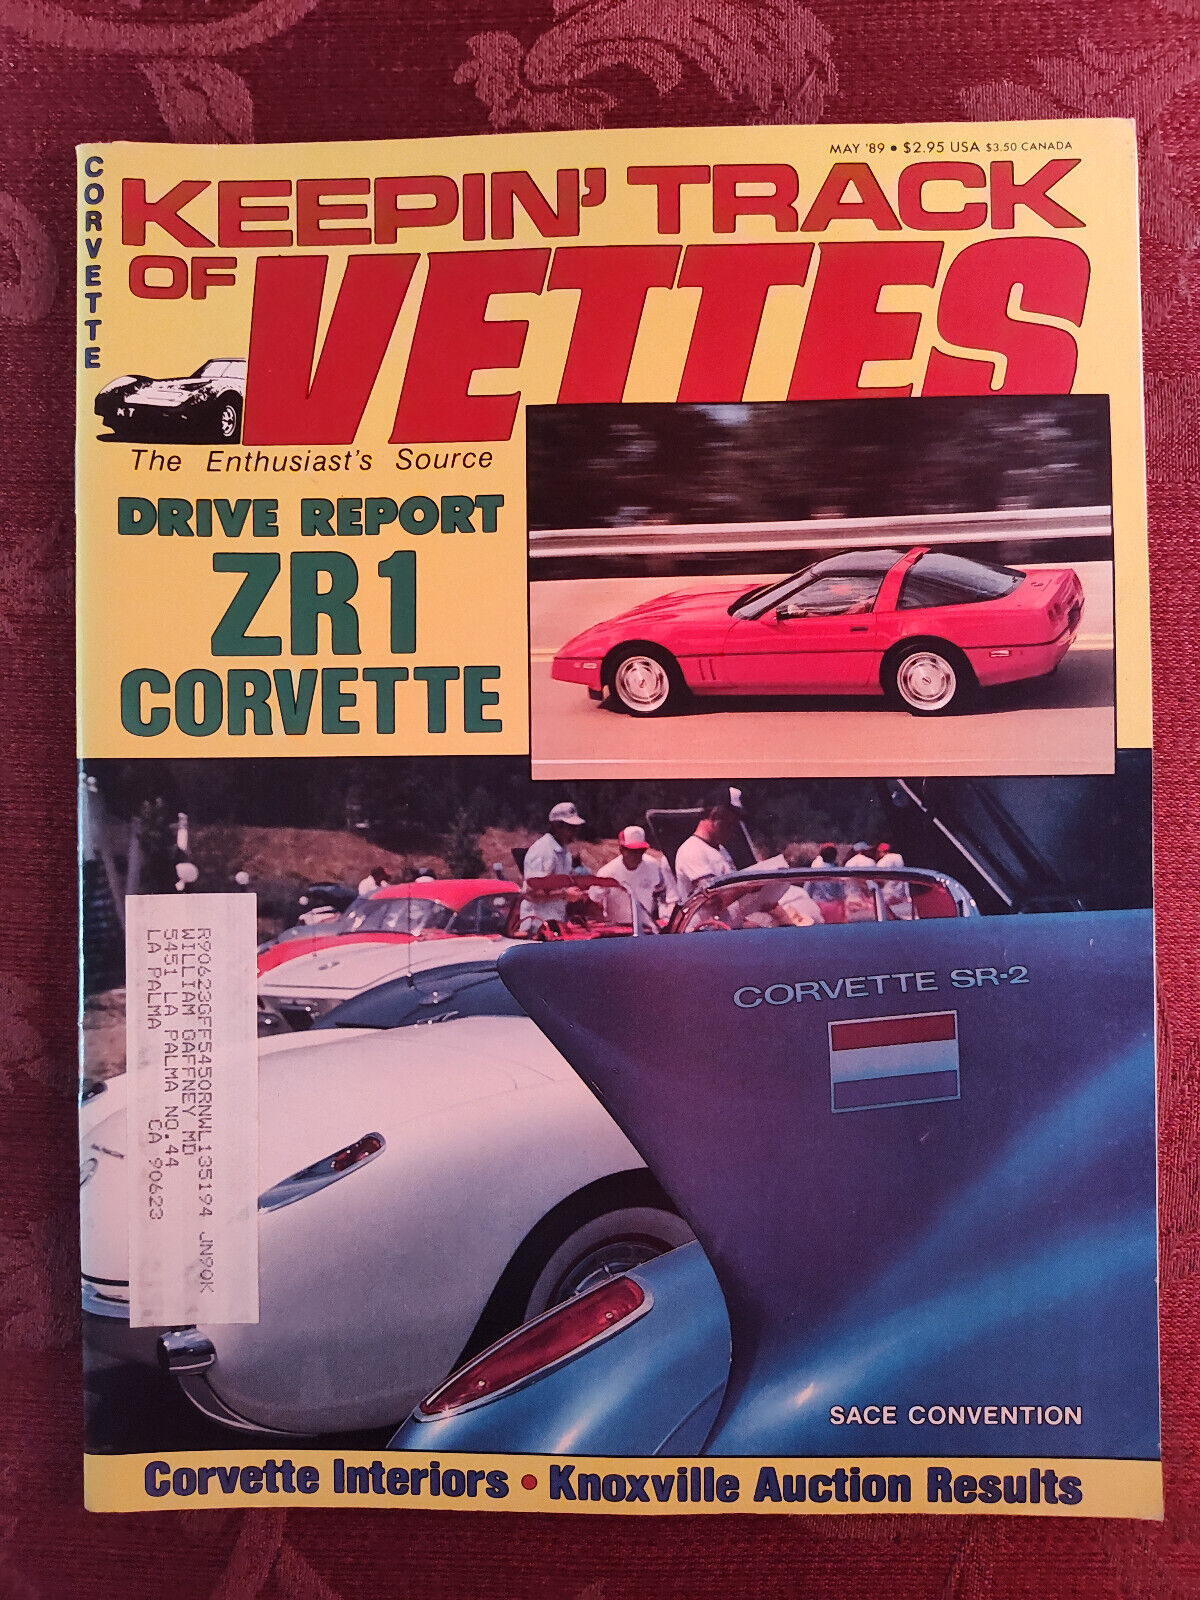 MAY '89 • $2.95 USA $3.50 CANADA
CORVETTE
KEEPIN' TRACK
OF VETTES
KT
The Enthusiast's Source
DRIVE REPORT
ZR1
CORVETTE
CORVETTE SR-2
R90623GFF5450RNWL135194 JN90K
WILLIAM GAFFNEY MD
5451 LA PALMA NO.44
LA PALMA CA 90623
SACE CONVENTION
Corvette Interiors • Knoxville Auction Results